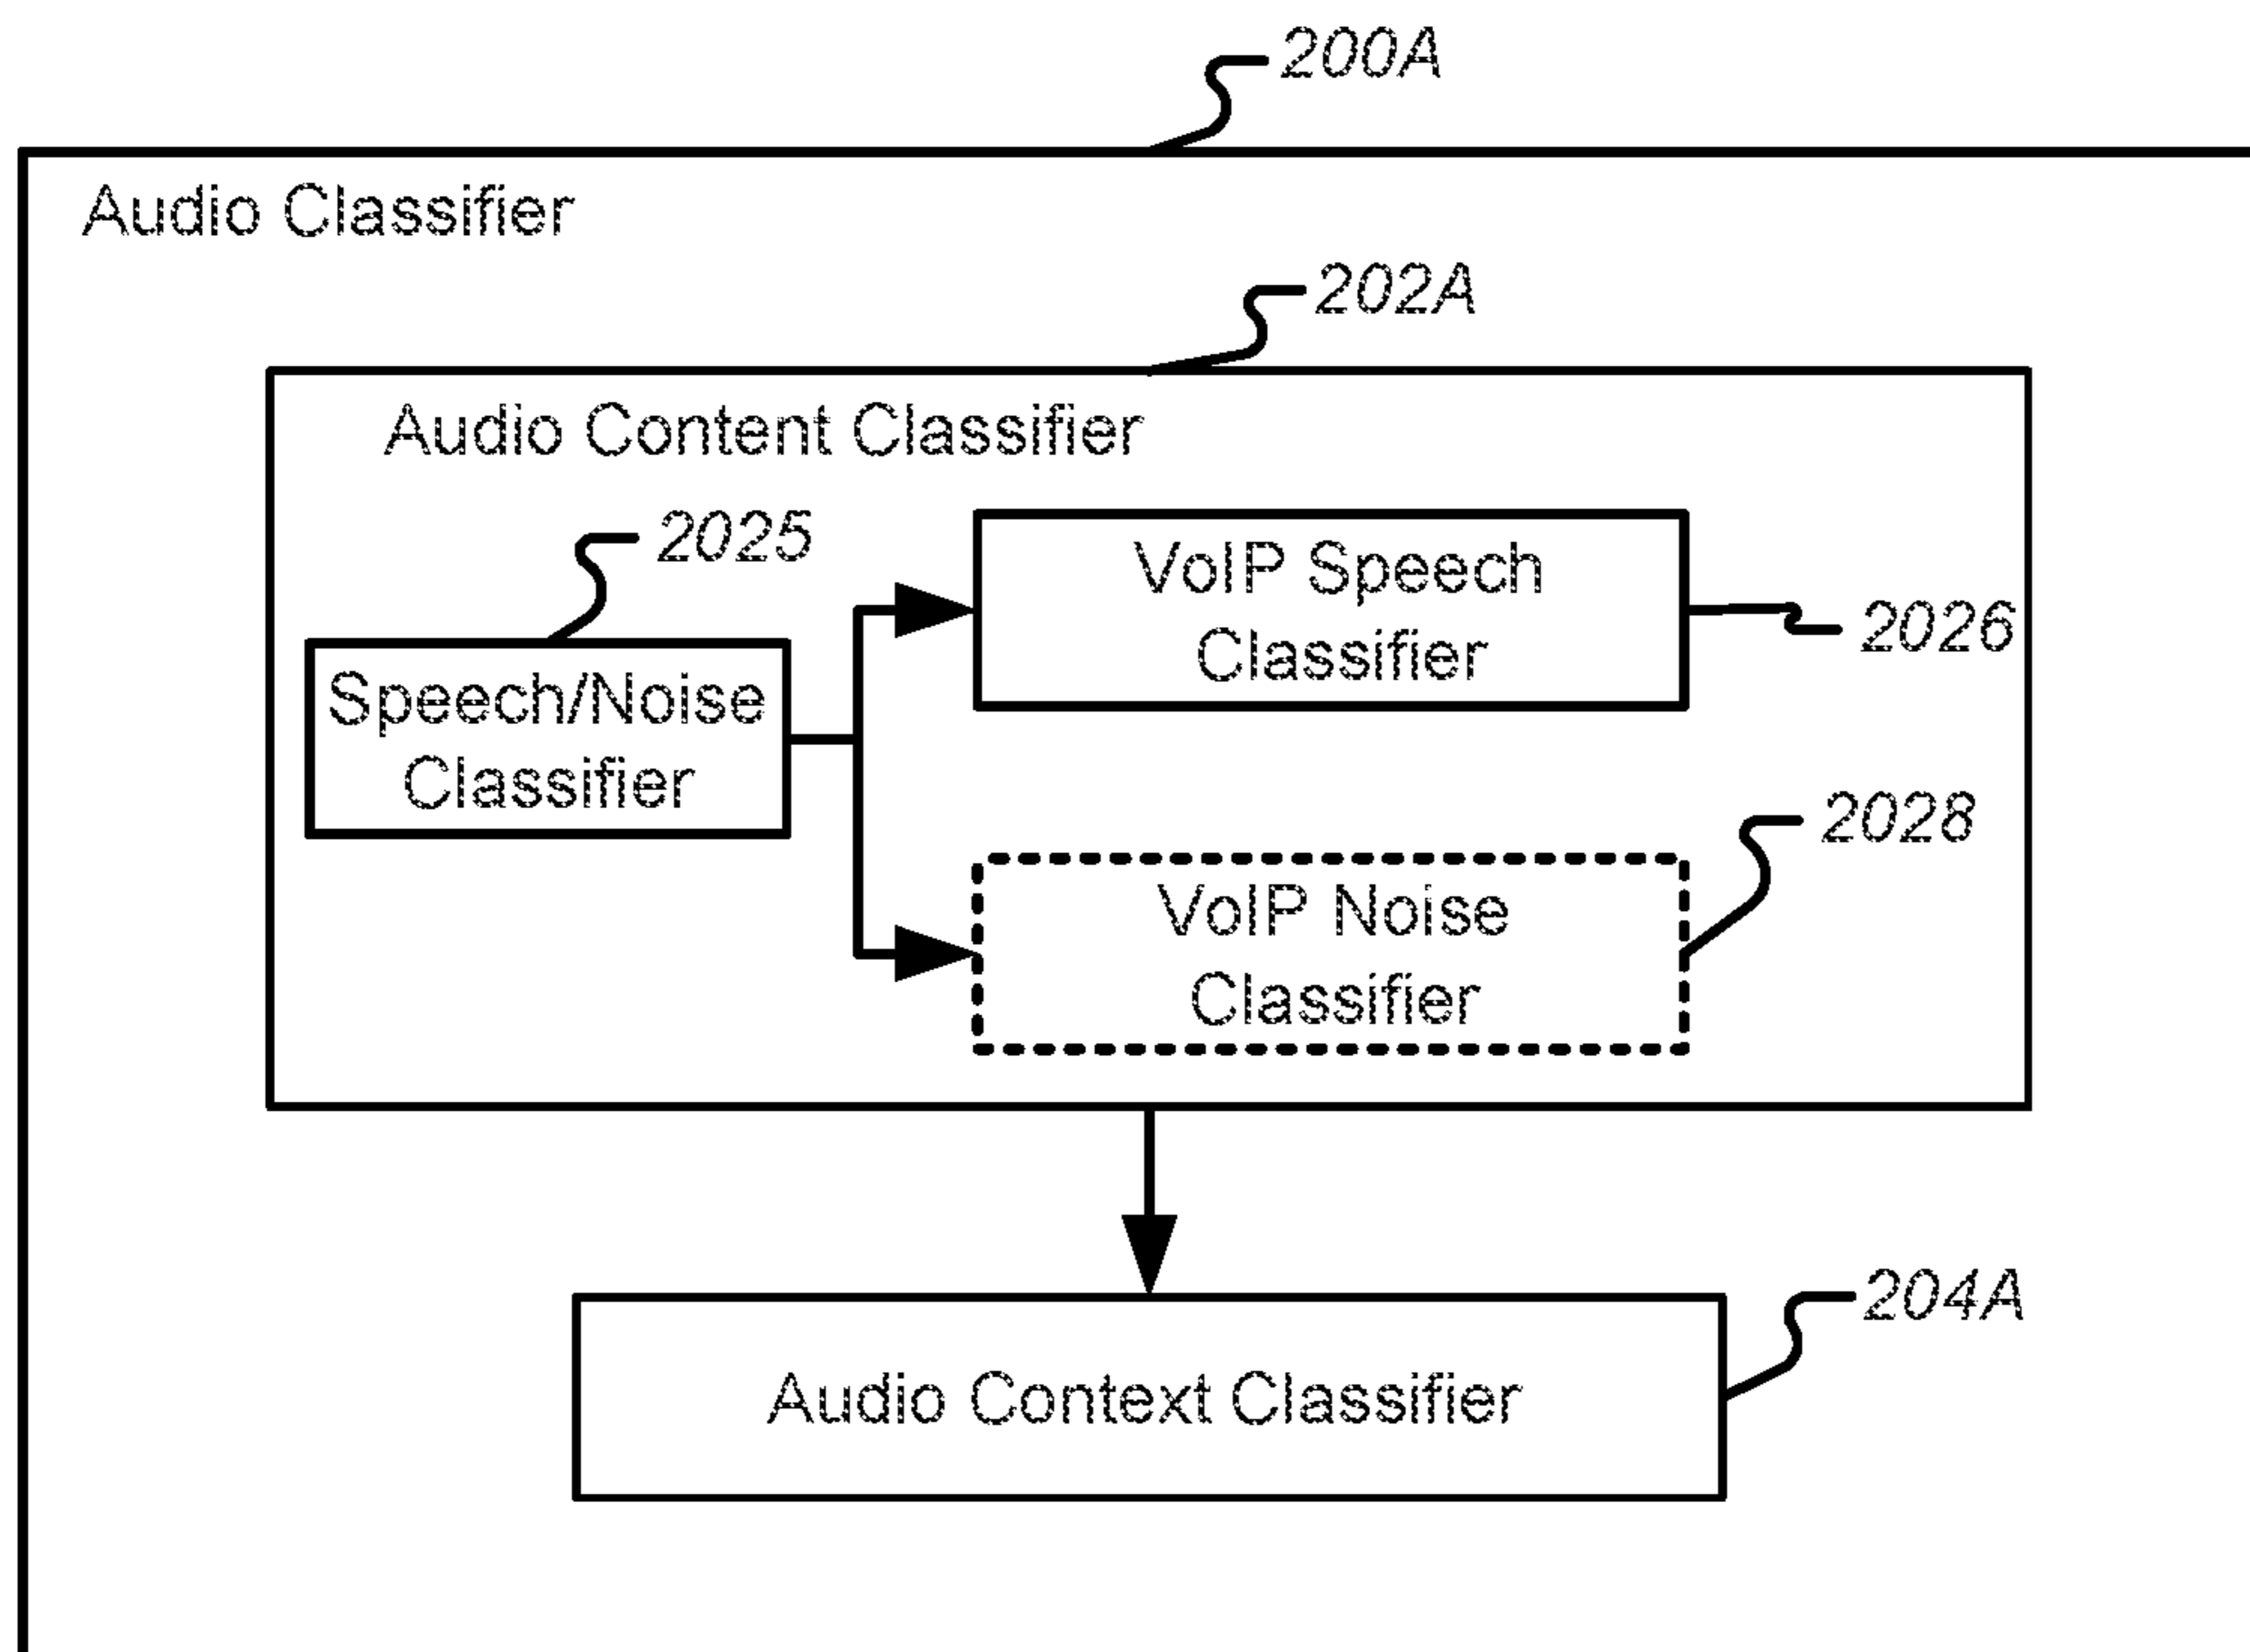 200A
Audio Classifier
202A
Audio Content Classifier
2025
VoIP Speech
Classifier
2026
Speech/Noise
Classifier
2028
VoIP Noise
Classifier
204A
Audio Context Classifier